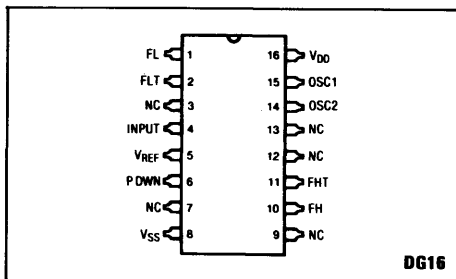 FL 1 16 VDD
FLT 2 15 OSC1
NC 3 14 OSC2
INPUT 4 13 NC
VREF 5 12 NC
PDWN 6 11 FHT
NC 7 10 FH
VSS 8 9 NC
DG16